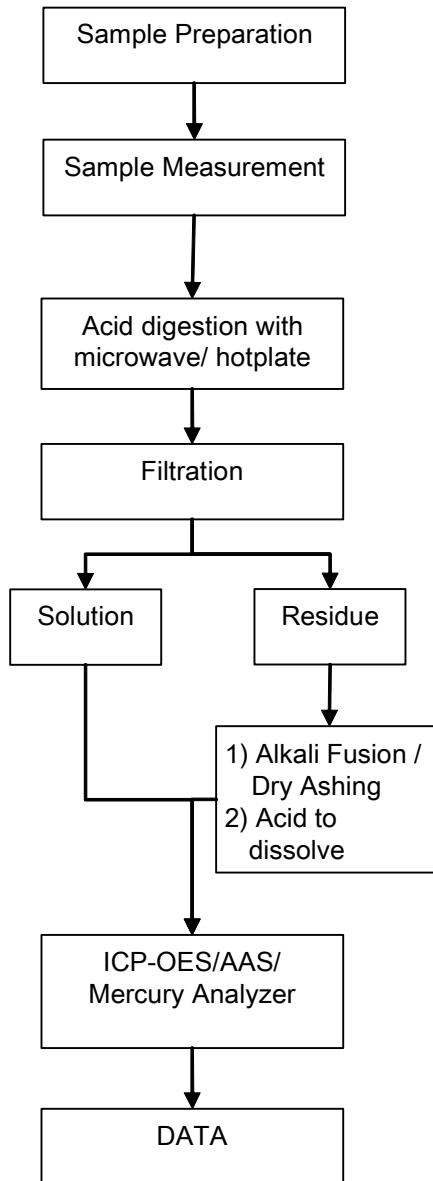 Sample Preparation
Sample Measurement
Acid digestion with
microwave/ hotplate
Filtration
Solution
Residue
1) Alkali Fusion /
Dry Ashing
2) Acid to
dissolve
ICP-OES/AAS/
Mercury Analyzer
DATA